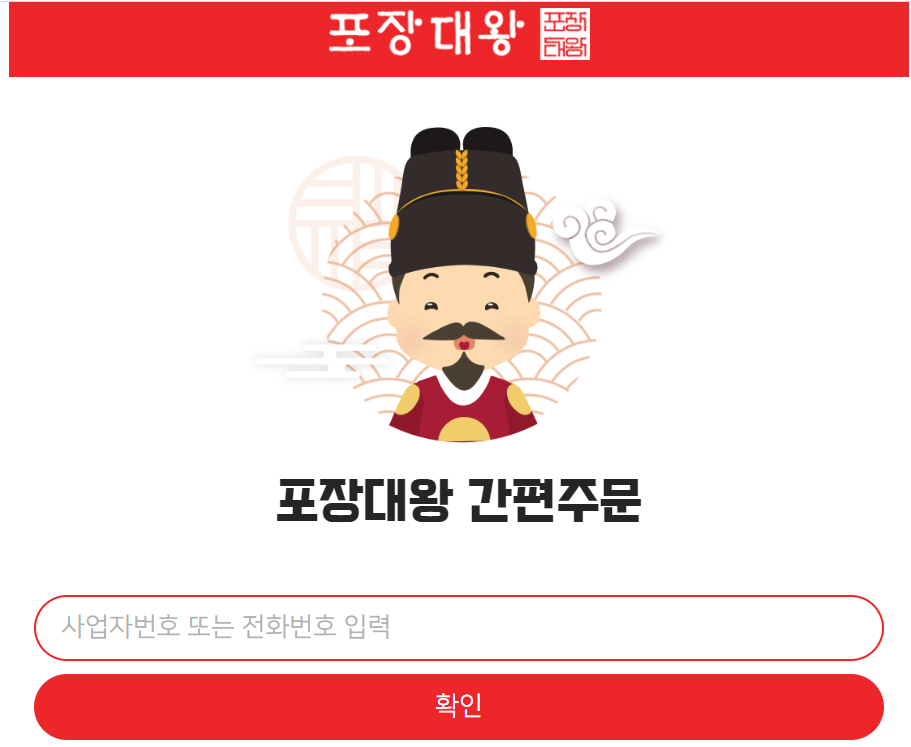 포장대왕 포장
대왕
포장대왕 간편주문
사업자번호 또는 전화번호 입력
확인